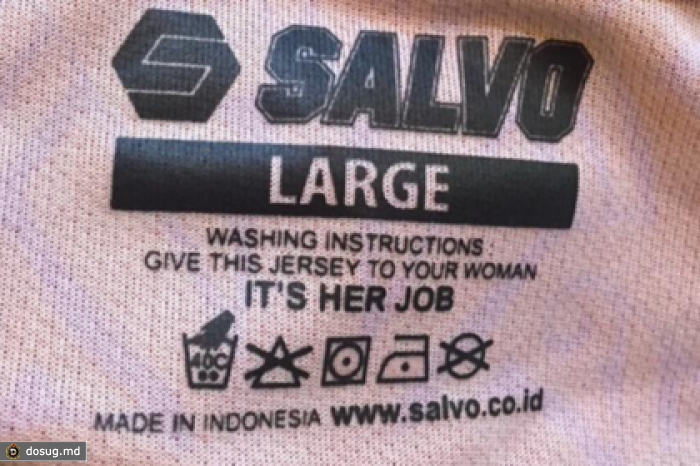 SALVO
LARGE
WASHING INSTRUCTIONS :
GIVE THIS JERSEY TO YOUR WOMAN
IT'S HER JOB
40C
MADE IN INDONESIA www.salvo.co.id
dosug.md